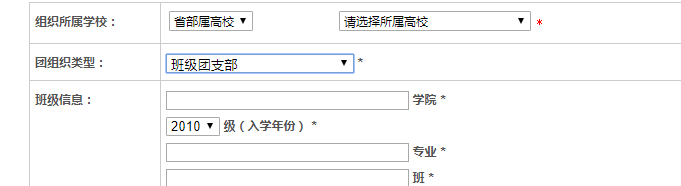 组织所属学校： 省部属高校 请选择所属高校 *
团组织类型： 班级团支部 *
班级信息： 学院 *
2010 级（入学年份） *
专业 *
班 *